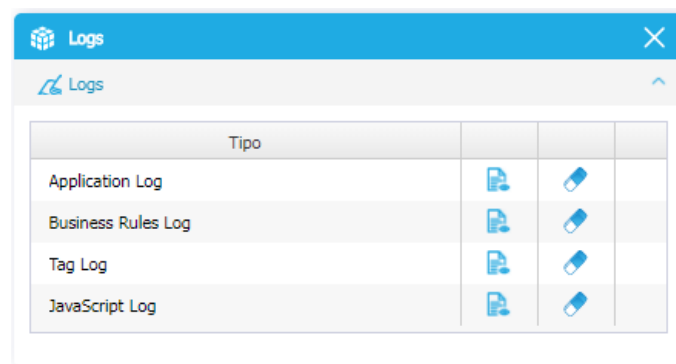 Logs
Logs
Tipo
Application Log
Business Rules Log
Tag Log
JavaScript Log